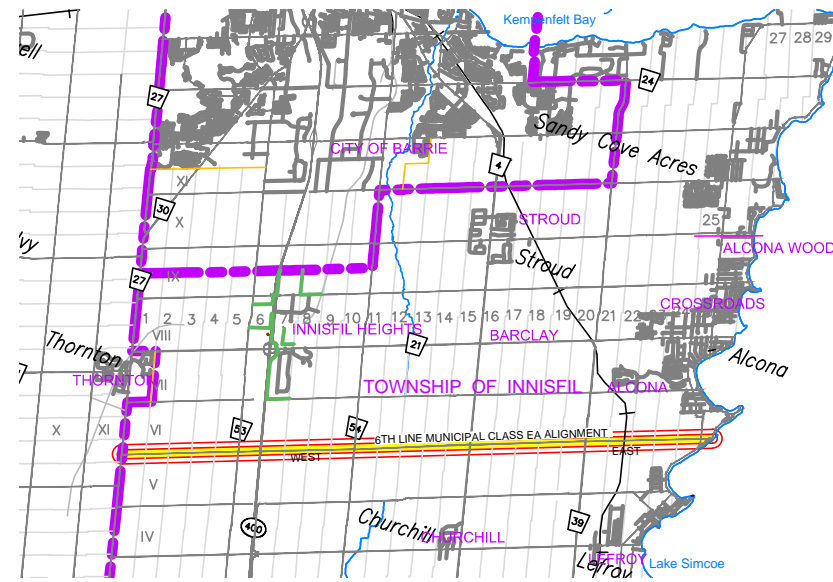 Kempenfelt Bay
27 28 29
ell
27
24
Sandy Cove Acres
CITY OF BARRIE
4
XI
30
X
25
STROUD
vy
Stroud
ALCONA WOOD
27
IX
CROSSROADS
1 2 3 4 5 6 7 8 9 10 11 12 13 14 15 16 17 18 19 20 21 22
INNISFIL HEIGHTS
BARCLAY
VIII
21
Thornton
Alcona
THORNTON
VII
TOWNSHIP OF INNISFIL
ALCONA
X XI VI
53
54
6TH LINE MUNICIPAL CLASS EA ALIGNMENT
WEST
EAST
V
400
Churchill
CHURCHILL
39
IV
LEFROY
Lefroy
Lake Simcoe